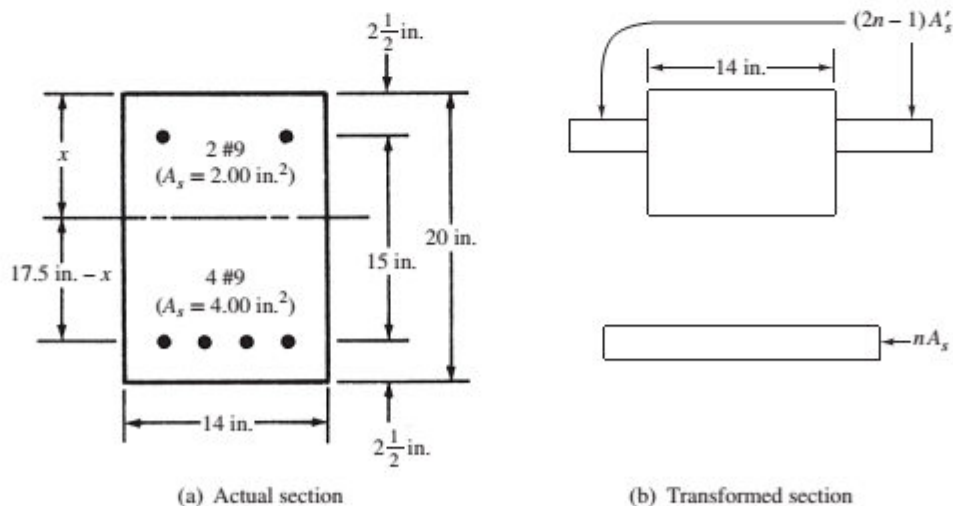 2 1/2 in.
x
2 #9
(A_s = 2.00 in.²)
17.5 in. – x
4 #9
(A_s = 4.00 in.²)
15 in.
20 in.
14 in.
2 1/2 in.
(a) Actual section
(2n – 1)A′_s
14 in.
nA_s
(b) Transformed section